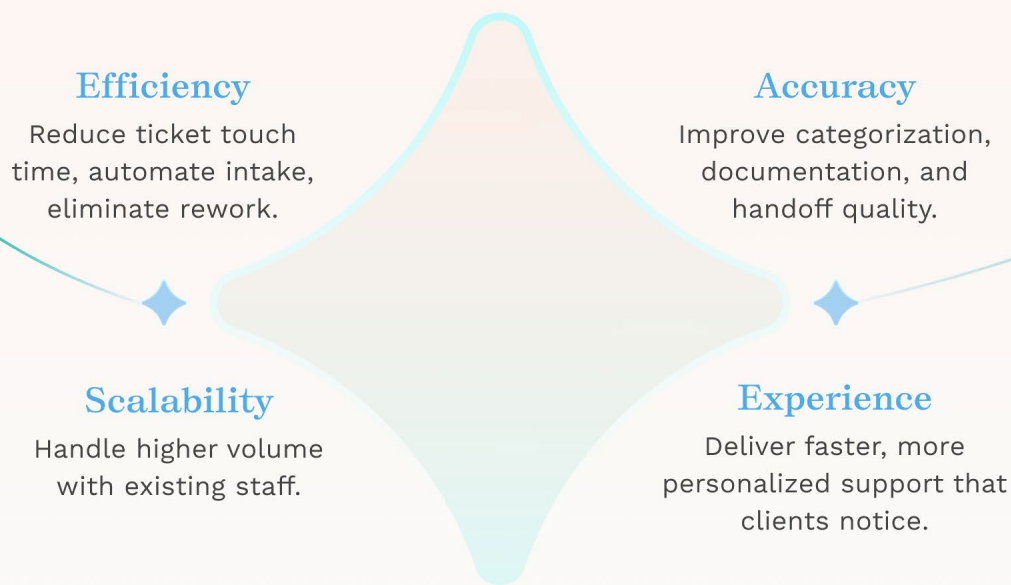 Efficiency
Reduce ticket touch
time, automate intake,
eliminate rework.
Accuracy
Improve categorization,
documentation, and
handoff quality.
Scalability
Handle higher volume
with existing staff.
Experience
Deliver faster, more
personalized support that
clients notice.